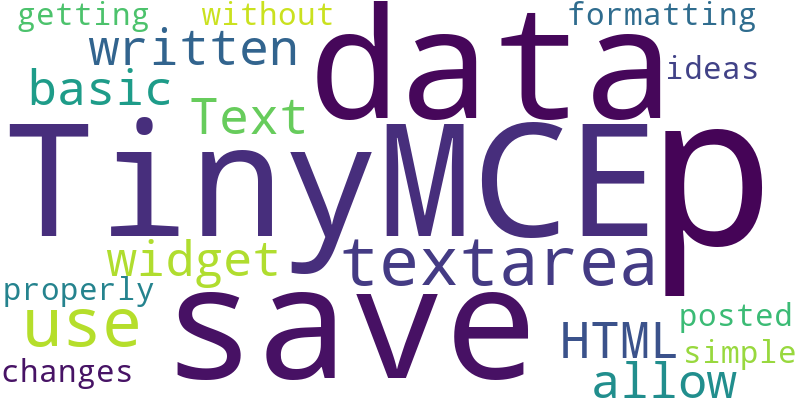 getting without formatting
written data ideas
basic Text
TinyMCE p
widget textarea
properly save
use HTML posted
changes allow simple